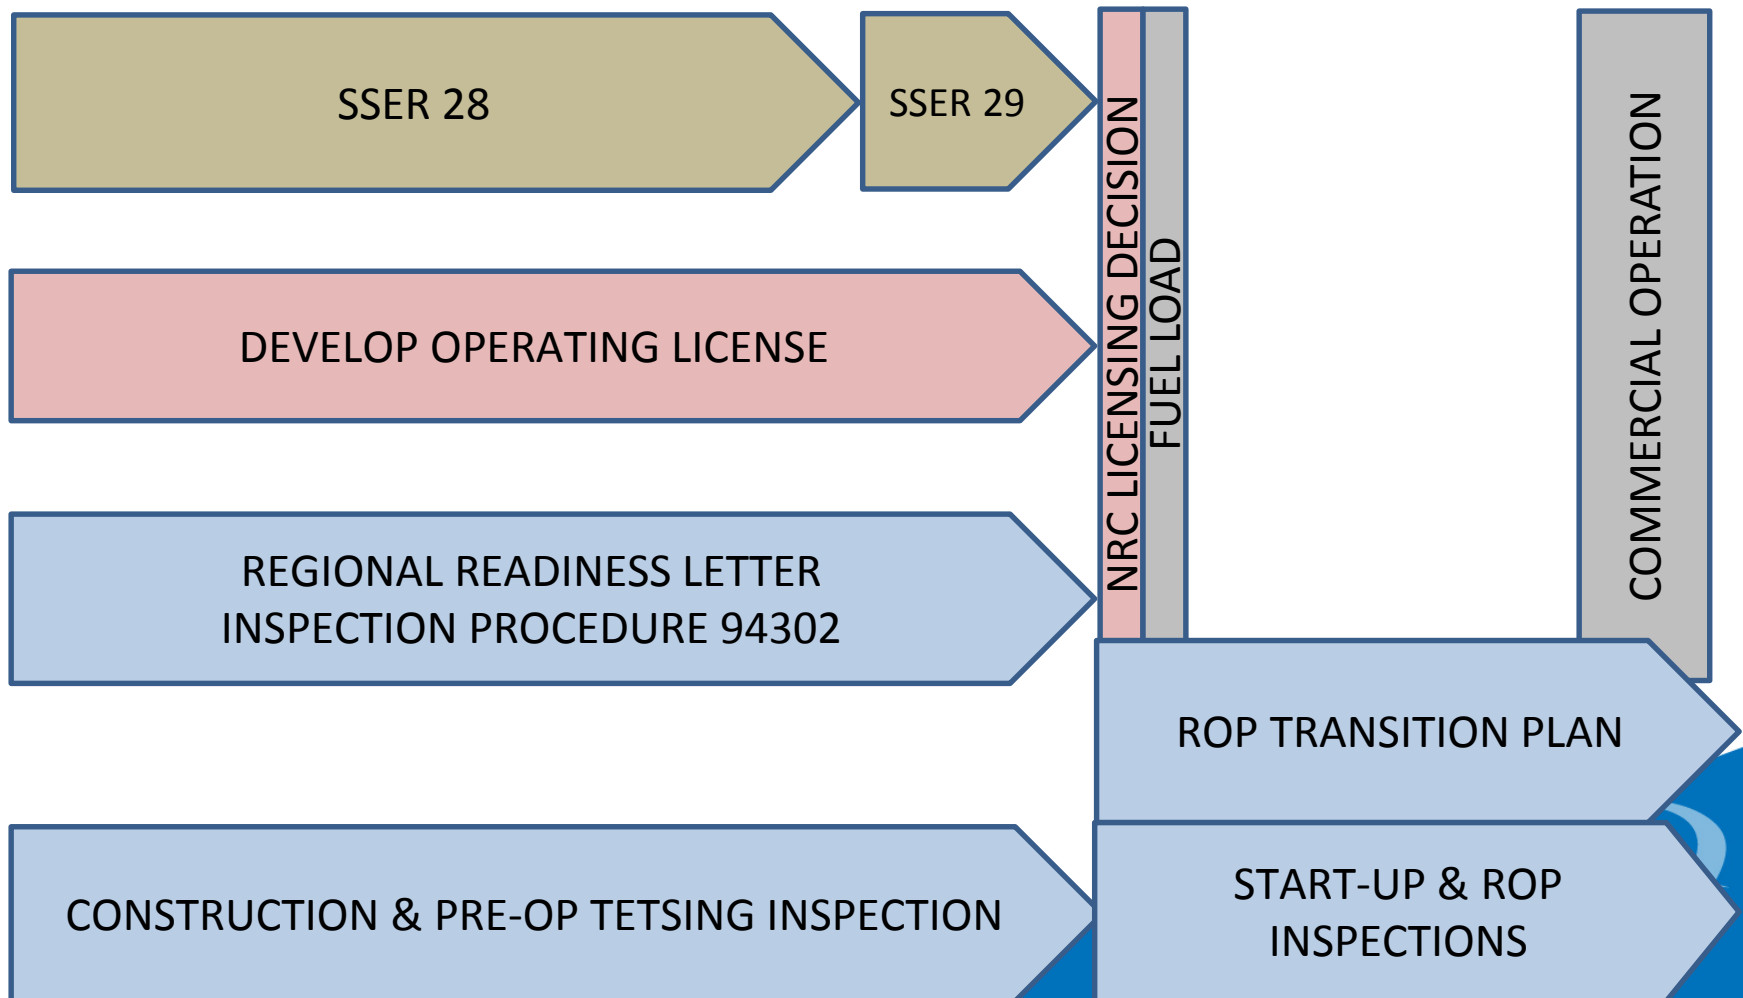 SSER 28
SSER 29
NRC LICENSING DECISION
FUEL LOAD
COMMERCIAL OPERATION
DEVELOP OPERATING LICENSE
REGIONAL READINESS LETTER
INSPECTION PROCEDURE 94302
ROP TRANSITION PLAN
CONSTRUCTION & PRE-OP TETSING INSPECTION
START-UP & ROP
INSPECTIONS